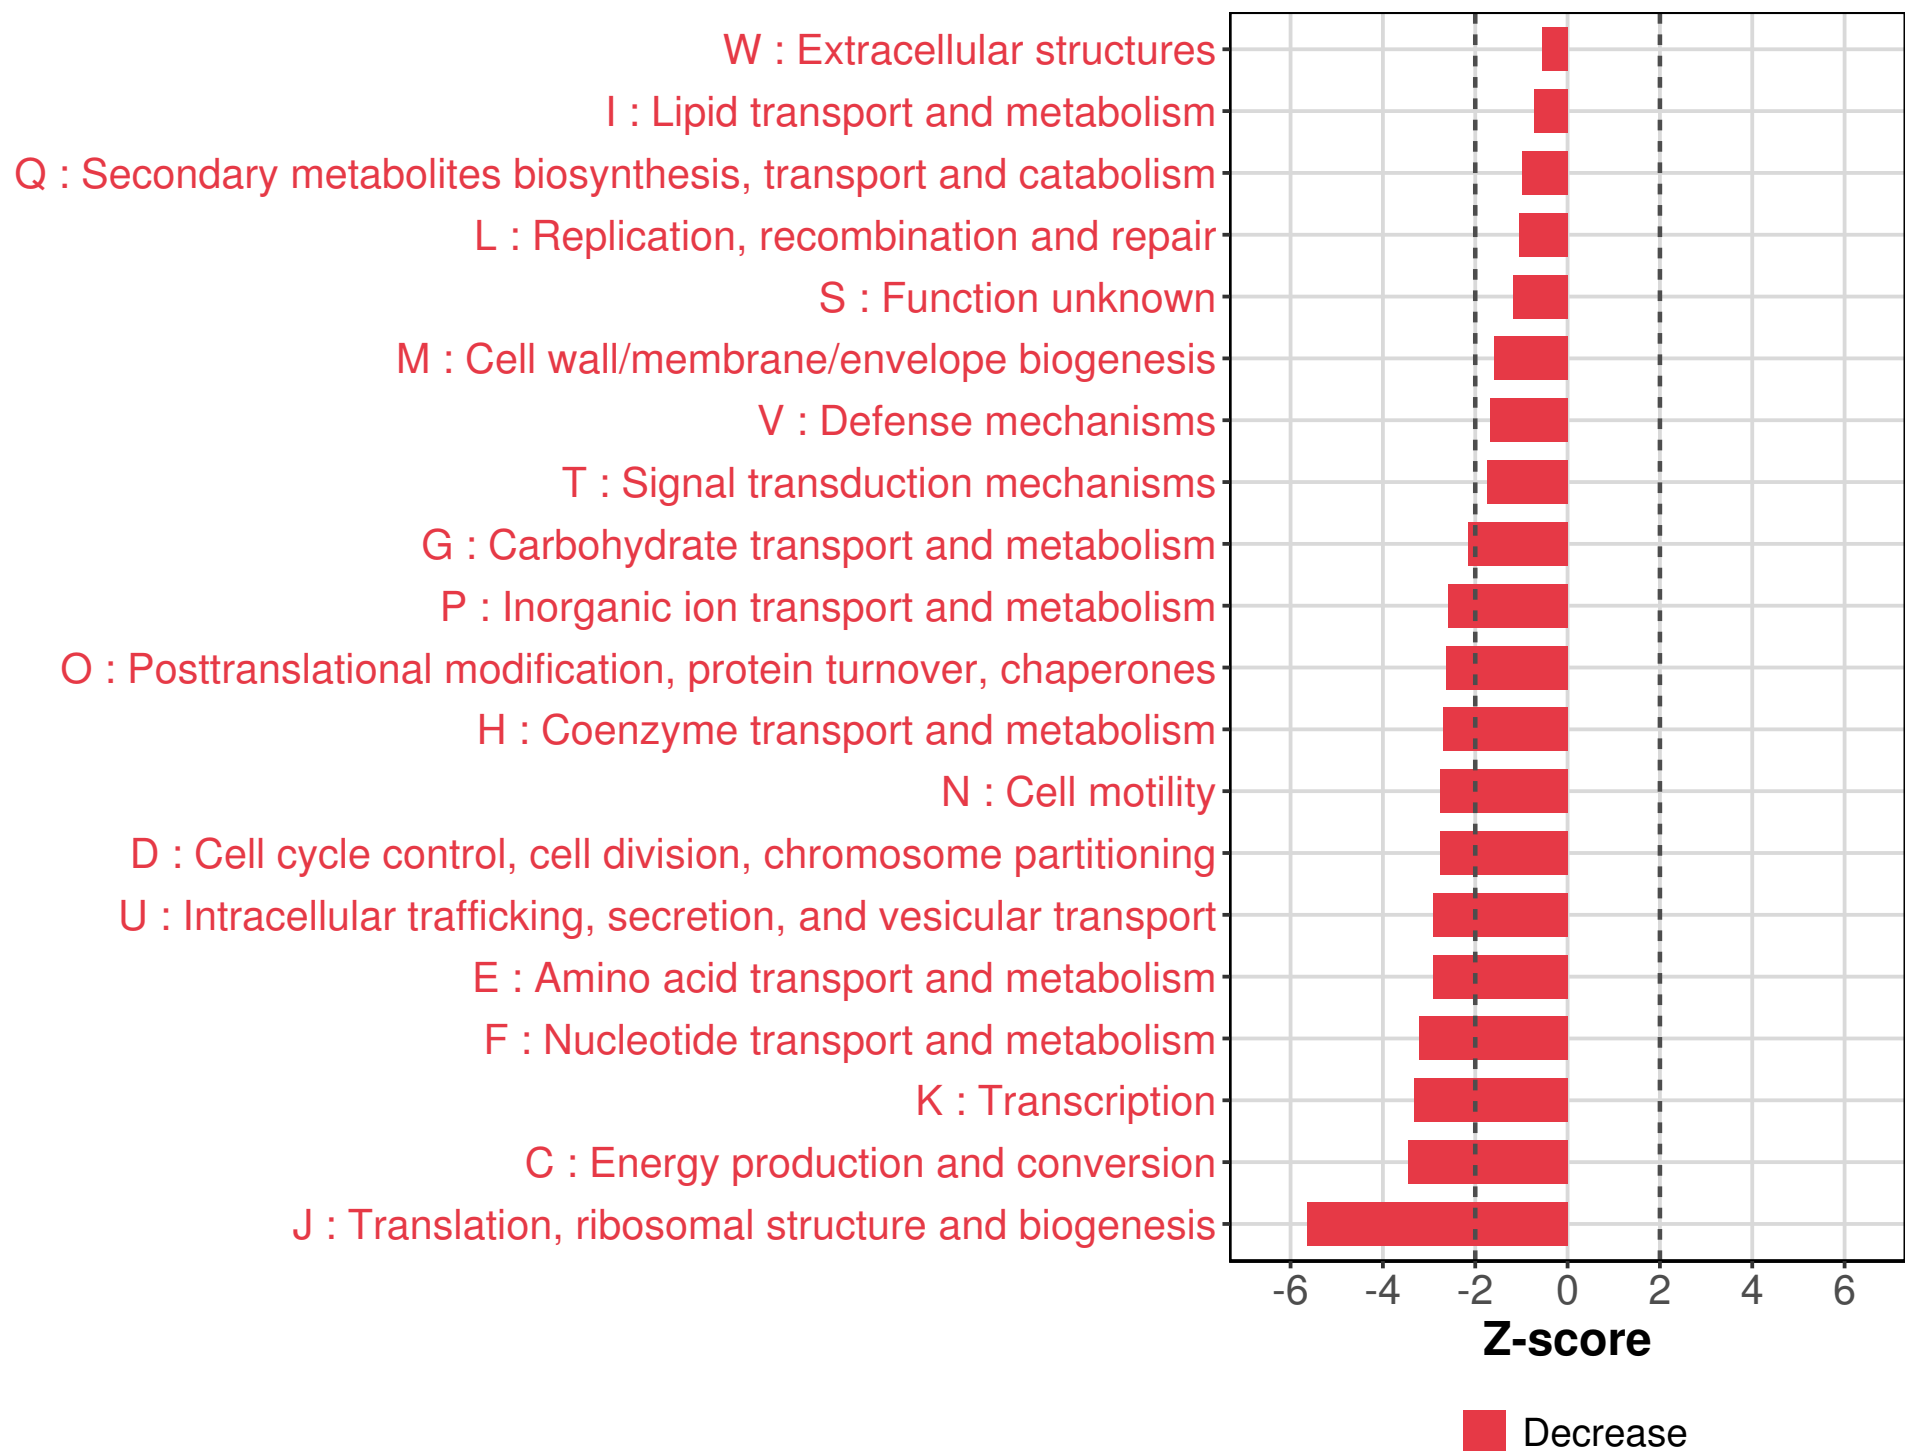 W : Extracellular structures
I : Lipid transport and metabolism
Q : Secondary metabolites biosynthesis, transport and catabolism
L : Replication, recombination and repair
S : Function unknown
M : Cell wall/membrane/envelope biogenesis
V : Defense mechanisms
T : Signal transduction mechanisms
G : Carbohydrate transport and metabolism
P : Inorganic ion transport and metabolism
O : Posttranslational modification, protein turnover, chaperones
H : Coenzyme transport and metabolism
N : Cell motility
D : Cell cycle control, cell division, chromosome partitioning
U : Intracellular trafficking, secretion, and vesicular transport
E : Amino acid transport and metabolism
F : Nucleotide transport and metabolism
K : Transcription
C : Energy production and conversion
J : Translation, ribosomal structure and biogenesis
-6 -4 -2 0 2 4 6
Z-score
Decrease